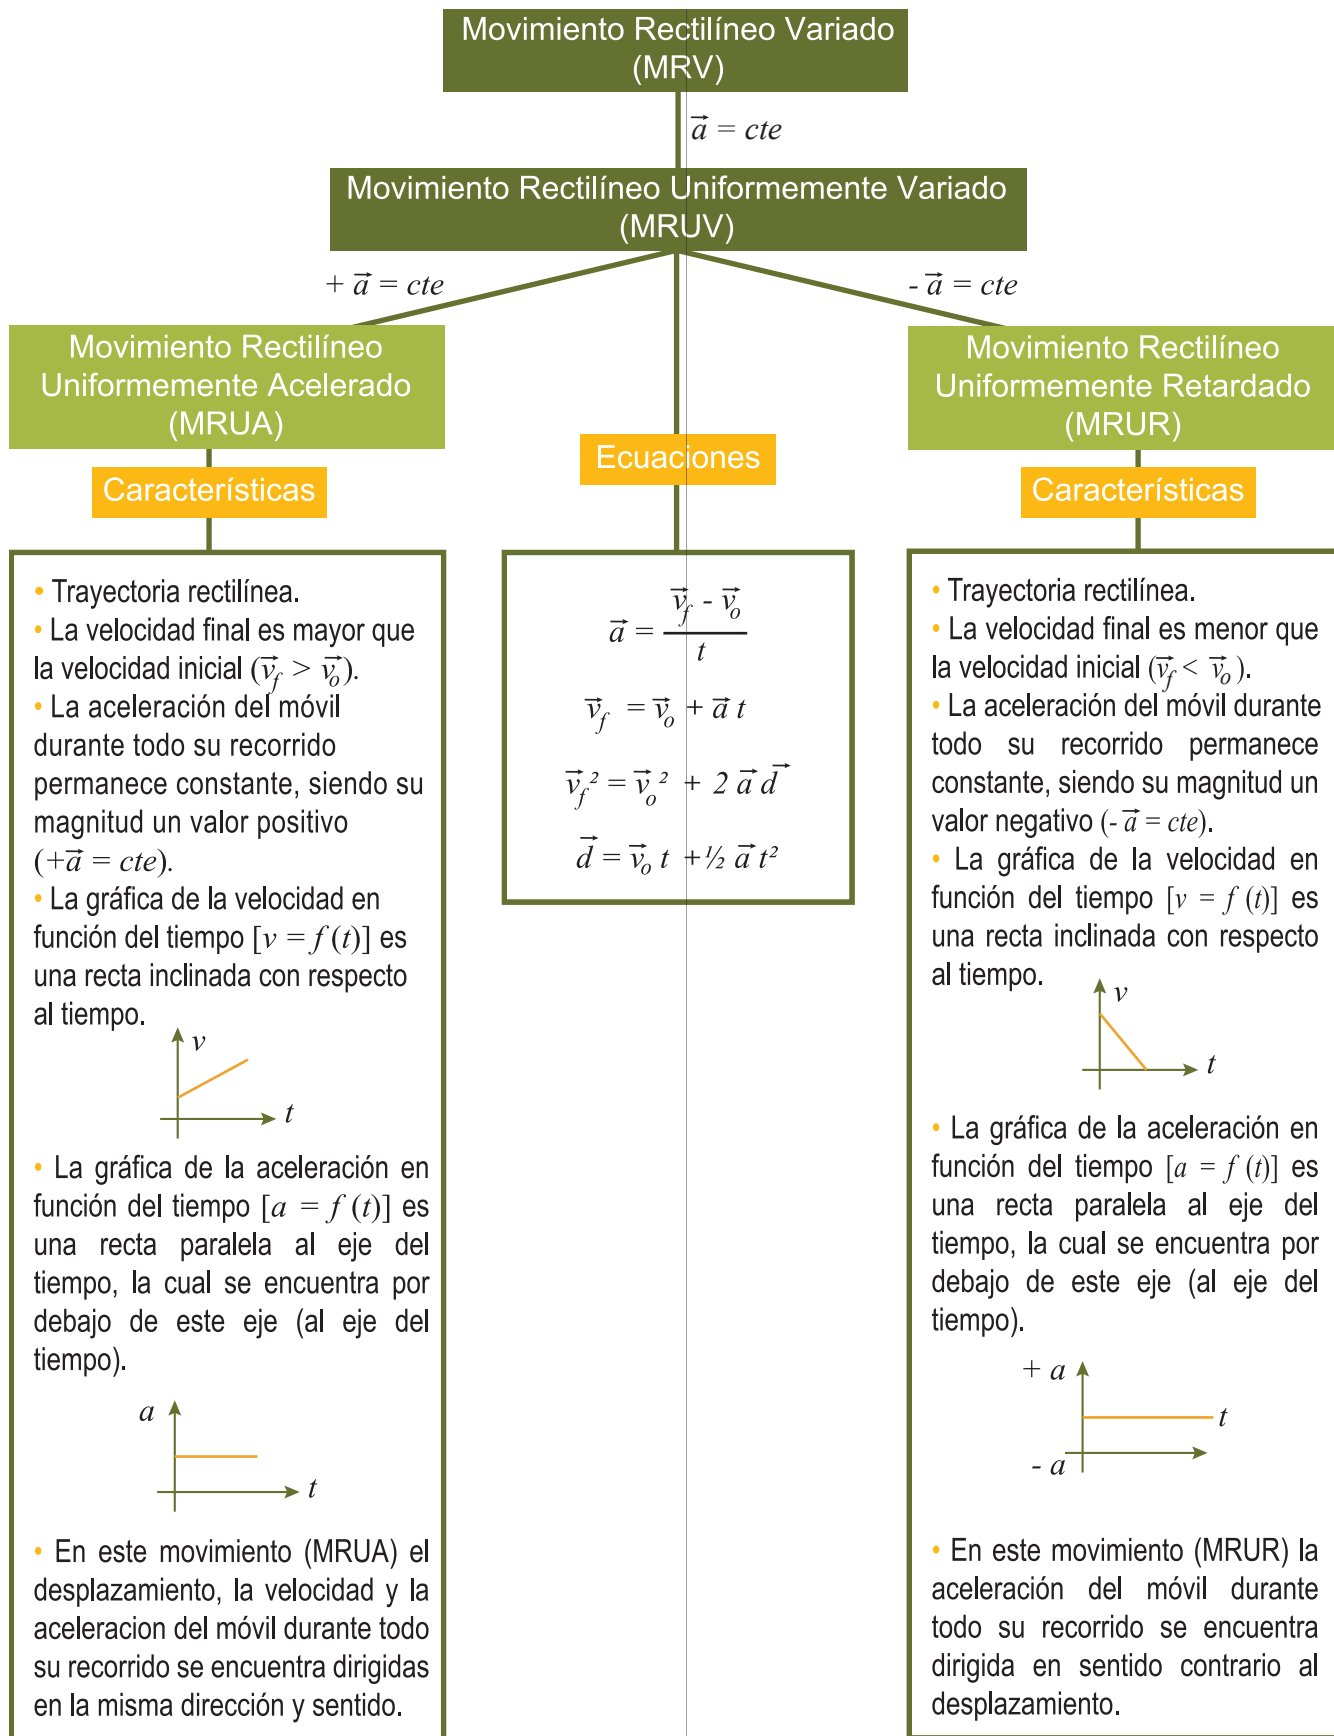 Movimiento Rectilíneo Variado
(MRV)
a⃗ = cte
Movimiento Rectilíneo Uniformemente Variado
(MRUV)
+ a⃗ = cte
- a⃗ = cte
Movimiento Rectilíneo
Uniformemente Acelerado
(MRUA)
Características
• Trayectoria rectilínea.
• La velocidad final es mayor que
la velocidad inicial (v⃗f > v⃗o).
• La aceleración del móvil
durante todo su recorrido
permanece constante, siendo su
magnitud un valor positivo
(+a⃗ = cte).
• La gráfica de la velocidad en
función del tiempo [v = f (t)] es
una recta inclinada con respecto
al tiempo.
v
t
• La gráfica de la aceleración en
función del tiempo [a = f (t)] es
una recta paralela al eje del
tiempo, la cual se encuentra por
debajo de este eje (al eje del
tiempo).
a
t
• En este movimiento (MRUA) el
desplazamiento, la velocidad y la
aceleracion del móvil durante todo
su recorrido se encuentra dirigidas
en la misma dirección y sentido.
Ecuaciones
a⃗ = (v⃗f - v⃗o) / t
v⃗f = v⃗o + a⃗ t
v⃗f² = v⃗o² + 2 a⃗ d⃗
d⃗ = v⃗o t + ½ a⃗ t²
Movimiento Rectilíneo
Uniformemente Retardado
(MRUR)
Características
• Trayectoria rectilínea.
• La velocidad final es menor que
la velocidad inicial (v⃗f < v⃗o).
• La aceleración del móvil durante
todo su recorrido permanece
constante, siendo su magnitud un
valor negativo (- a⃗ = cte).
• La gráfica de la velocidad en
función del tiempo [v = f (t)] es
una recta inclinada con respecto
al tiempo.
v
t
• La gráfica de la aceleración en
función del tiempo [a = f (t)] es
una recta paralela al eje del
tiempo, la cual se encuentra por
debajo de este eje (al eje del
tiempo).
+ a
t
- a
• En este movimiento (MRUR) la
aceleración del móvil durante
todo su recorrido se encuentra
dirigida en sentido contrario al
desplazamiento.